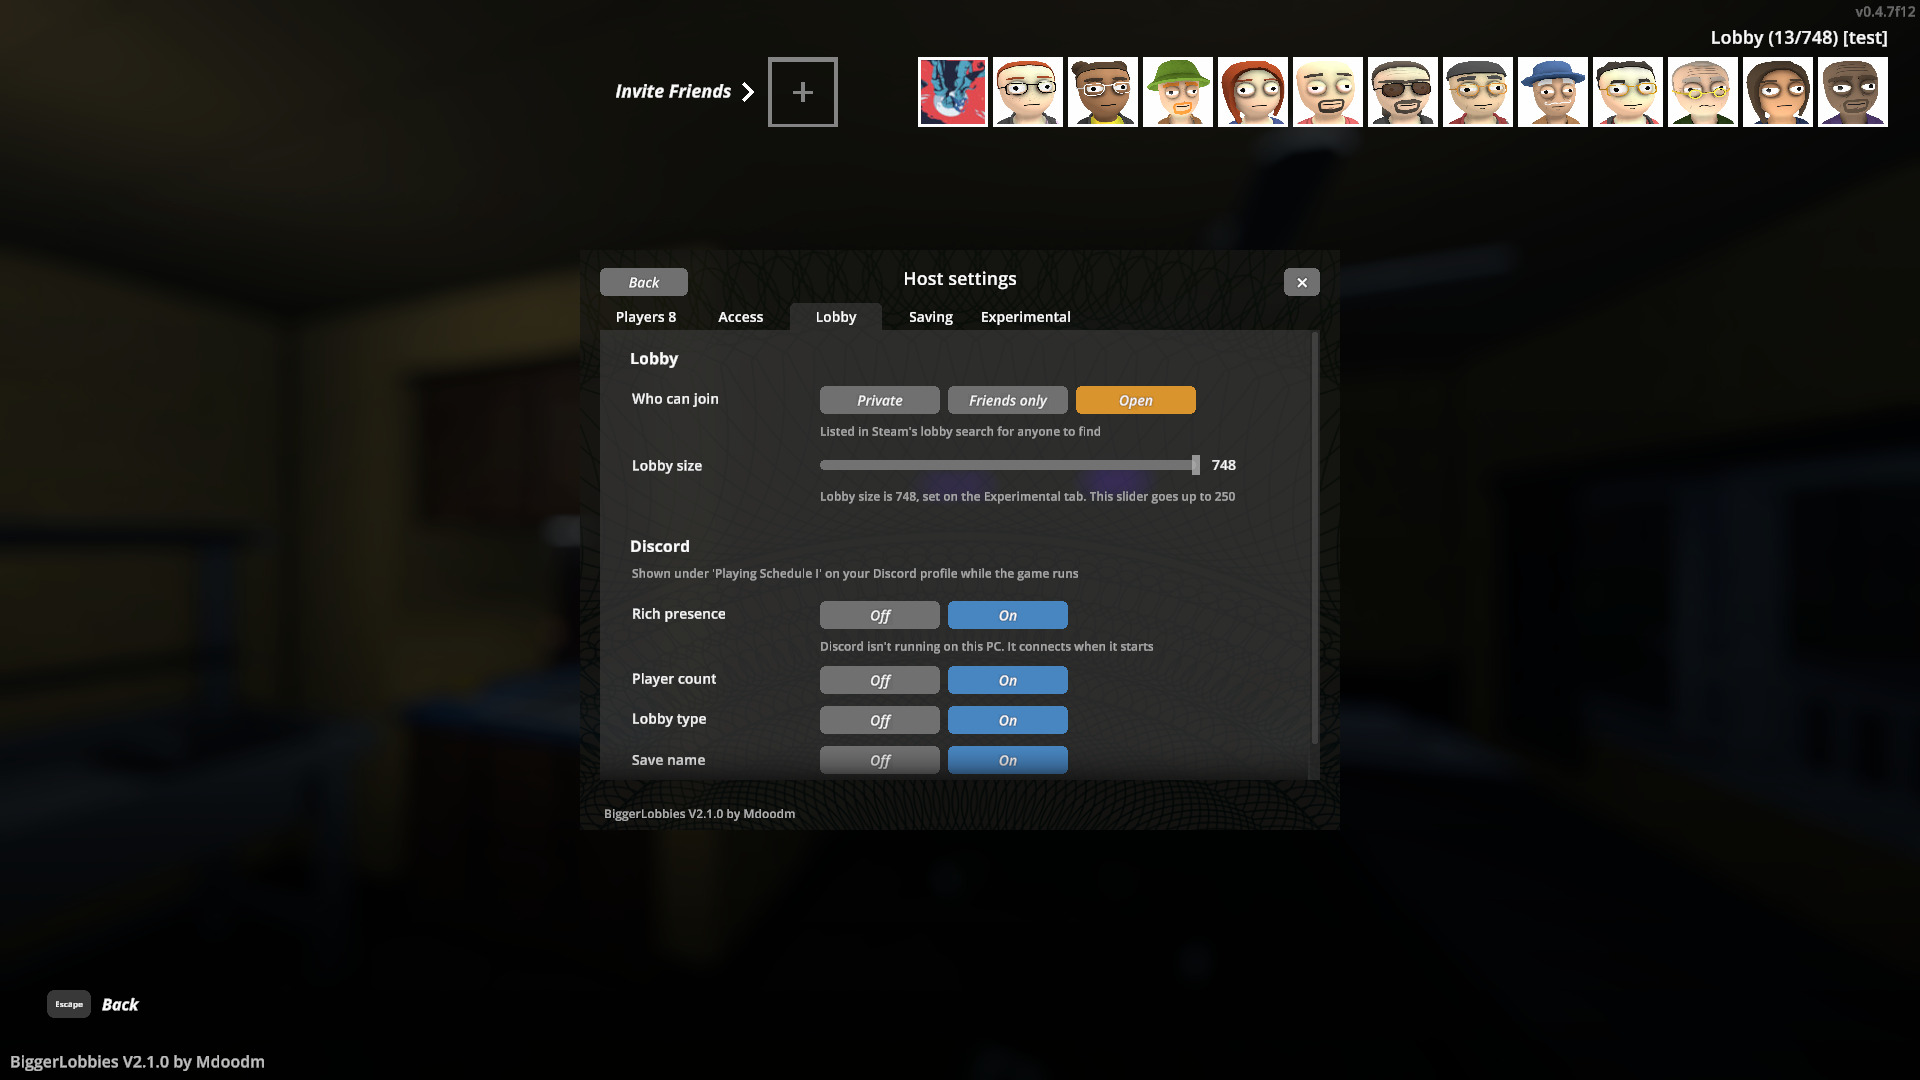 v0.4.7f12
Lobby (13/748) [test]
Invite Friends
Back
Host settings
Players 8
Access
Lobby
Saving
Experimental
Lobby
Who can join
Private
Friends only
Open
Listed in Steam's lobby search for anyone to find
Lobby size
748
Lobby size is 748, set on the Experimental tab. This slider goes up to 250
Discord
Shown under 'Playing Schedule I' on your Discord profile while the game runs
Rich presence
Off
On
Discord isn't running on this PC. It connects when it starts
Player count
Off
On
Lobby type
Off
On
Save name
Off
On
BiggerLobbies V2.1.0 by Mdoodm
Escape
Back
BiggerLobbies V2.1.0 by Mdoodm